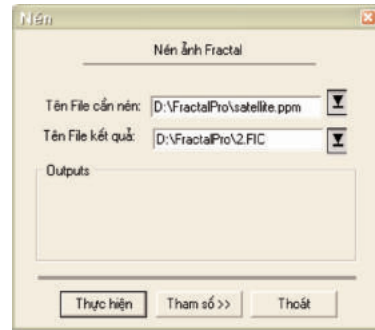 Nén
Nén ảnh Fractal
Tên File cần nén: D:\FractalPro\satellite.ppm
Tên File kết quả: D:\FractalPro\2.FIC
Outputs
Thực hiện Tham số >> Thoát